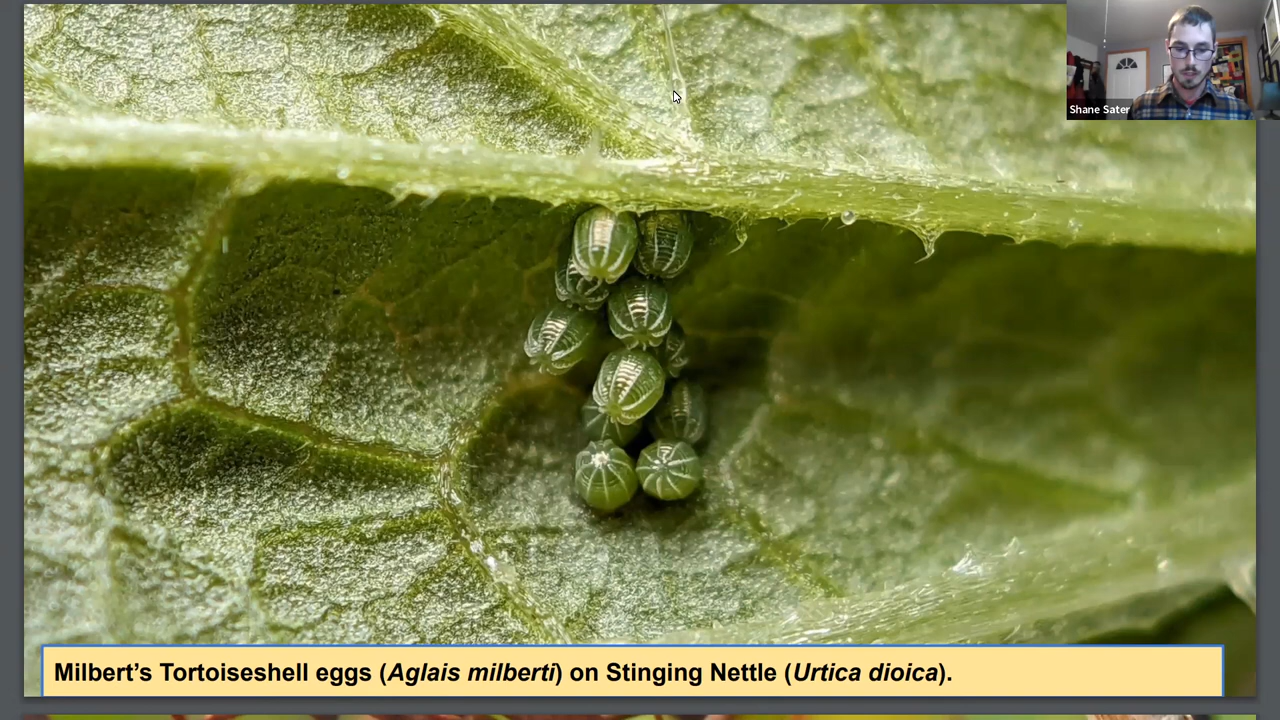 Shane Sater
Milbert’s Tortoiseshell eggs (Aglais milberti) on Stinging Nettle (Urtica dioica).